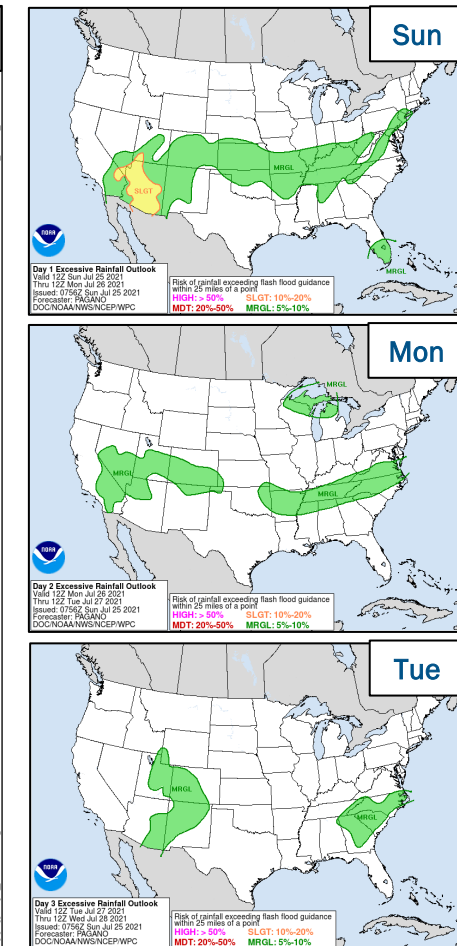 Sun
SLGT
MRGL
MRGL
NOAA
Day 1 Excessive Rainfall Outlook
Valid 12Z Sun Jul 25 2021
Thru 12Z Mon Jul 26 2021
Issued: 0756Z Sun Jul 25 2021
Forecaster: PAGANO
DOC/NOAA/NWS/NCEP/WPC
Risk of rainfall exceeding flash flood guidance
within 25 miles of a point
HIGH: > 50% SLGT: 10%-20%
MDT: 20%-50% MRGL: 5%-10%
Mon
MRGL
MRGL
MRGL
NOAA
Day 2 Excessive Rainfall Outlook
Valid 12Z Mon Jul 26 2021
Thru 12Z Tue Jul 27 2021
Issued: 0756Z Sun Jul 25 2021
Forecaster: PAGANO
DOC/NOAA/NWS/NCEP/WPC
Risk of rainfall exceeding flash flood guidance
within 25 miles of a point
HIGH: > 50% SLGT: 10%-20%
MDT: 20%-50% MRGL: 5%-10%
Tue
MRGL
MRGL
NOAA
Day 3 Excessive Rainfall Outlook
Valid 12Z Tue Jul 27 2021
Thru 12Z Wed Jul 28 2021
Issued: 0756Z Sun Jul 25 2021
Forecaster: PAGANO
DOC/NOAA/NWS/NCEP/WPC
Risk of rainfall exceeding flash flood guidance
within 25 miles of a point
HIGH: > 50% SLGT: 10%-20%
MDT: 20%-50% MRGL: 5%-10%